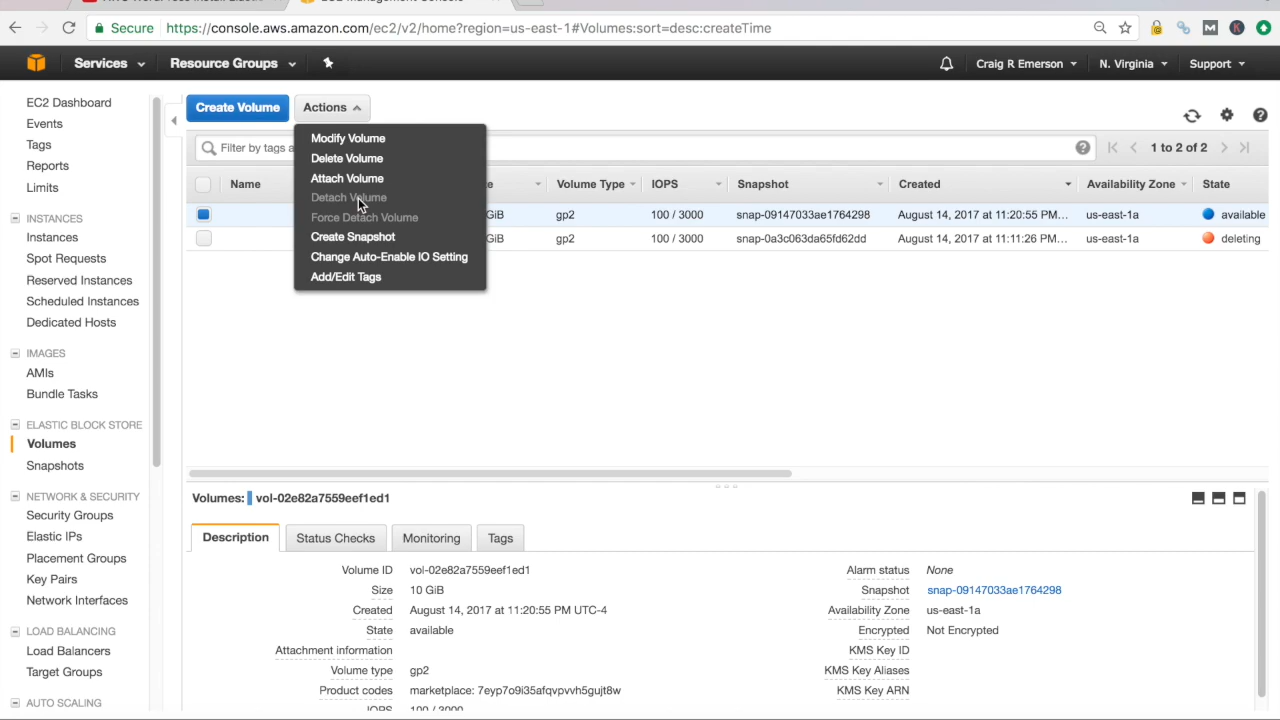 Secure https://console.aws.amazon.com/ec2/v2/home?region=us-east-1#Volumes:sort=desc:createTime
Services Resource Groups Craig R Emerson N. Virginia Support
EC2 Dashboard
Events
Tags
Reports
Limits
INSTANCES
Instances
Spot Requests
Reserved Instances
Scheduled Instances
Dedicated Hosts
IMAGES
AMIs
Bundle Tasks
ELASTIC BLOCK STORE
Volumes
Snapshots
NETWORK & SECURITY
Security Groups
Elastic IPs
Placement Groups
Key Pairs
Network Interfaces
LOAD BALANCING
Load Balancers
Target Groups
AUTO SCALING
Create Volume Actions
Modify Volume
Delete Volume
Attach Volume
Detach Volume
Force Detach Volume
Create Snapshot
Change Auto-Enable IO Setting
Add/Edit Tags
Filter by tags a 1 to 2 of 2
Name Volume Type IOPS Snapshot Created Availability Zone State
GiB gp2 100 / 3000 snap-09147033ae1764298 August 14, 2017 at 11:20:55 PM... us-east-1a available
GiB gp2 100 / 3000 snap-0a3c063da65fd62dd August 14, 2017 at 11:11:26 PM... us-east-1a deleting
Volumes: vol-02e82a7559eef1ed1
Description Status Checks Monitoring Tags
Volume ID vol-02e82a7559eef1ed1 Alarm status None
Size 10 GiB Snapshot snap-09147033ae1764298
Created August 14, 2017 at 11:20:55 PM UTC-4 Availability Zone us-east-1a
State available Encrypted Not Encrypted
Attachment information KMS Key ID
Volume type gp2 KMS Key Aliases
Product codes marketplace: 7eyp7o9i35afqvpvvh5gujt8w KMS Key ARN
IOPS 100 / 3000